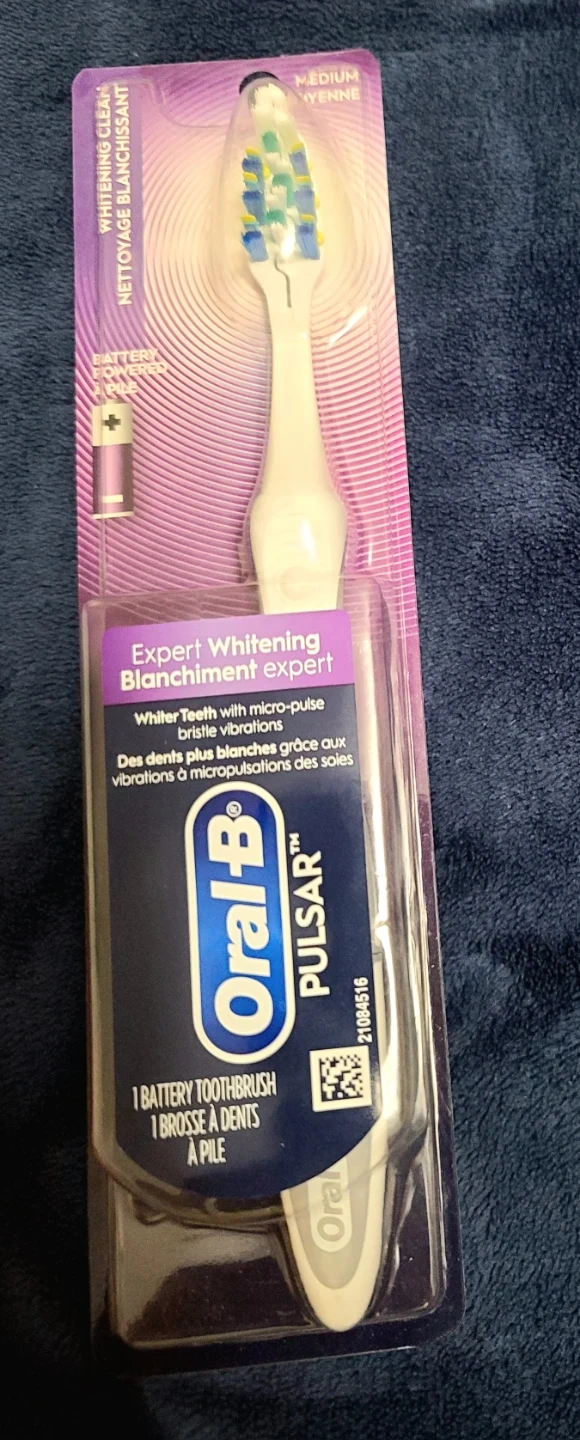 WHITENING CLEAN
NETTOYAGE BLANCHISSANT
MEDIUM
BATTERY
POWERED
À PILE
+
Expert Whitening
Blanchiment expert
Whiter Teeth with micro-pulse
bristle vibrations
Des dents plus blanches grâce aux
vibrations à micropulsations des soies
Oral-B®
PULSAR™
21084516
1 BATTERY TOOTHBRUSH
1 BROSSE À DENTS
À PILE
Oral